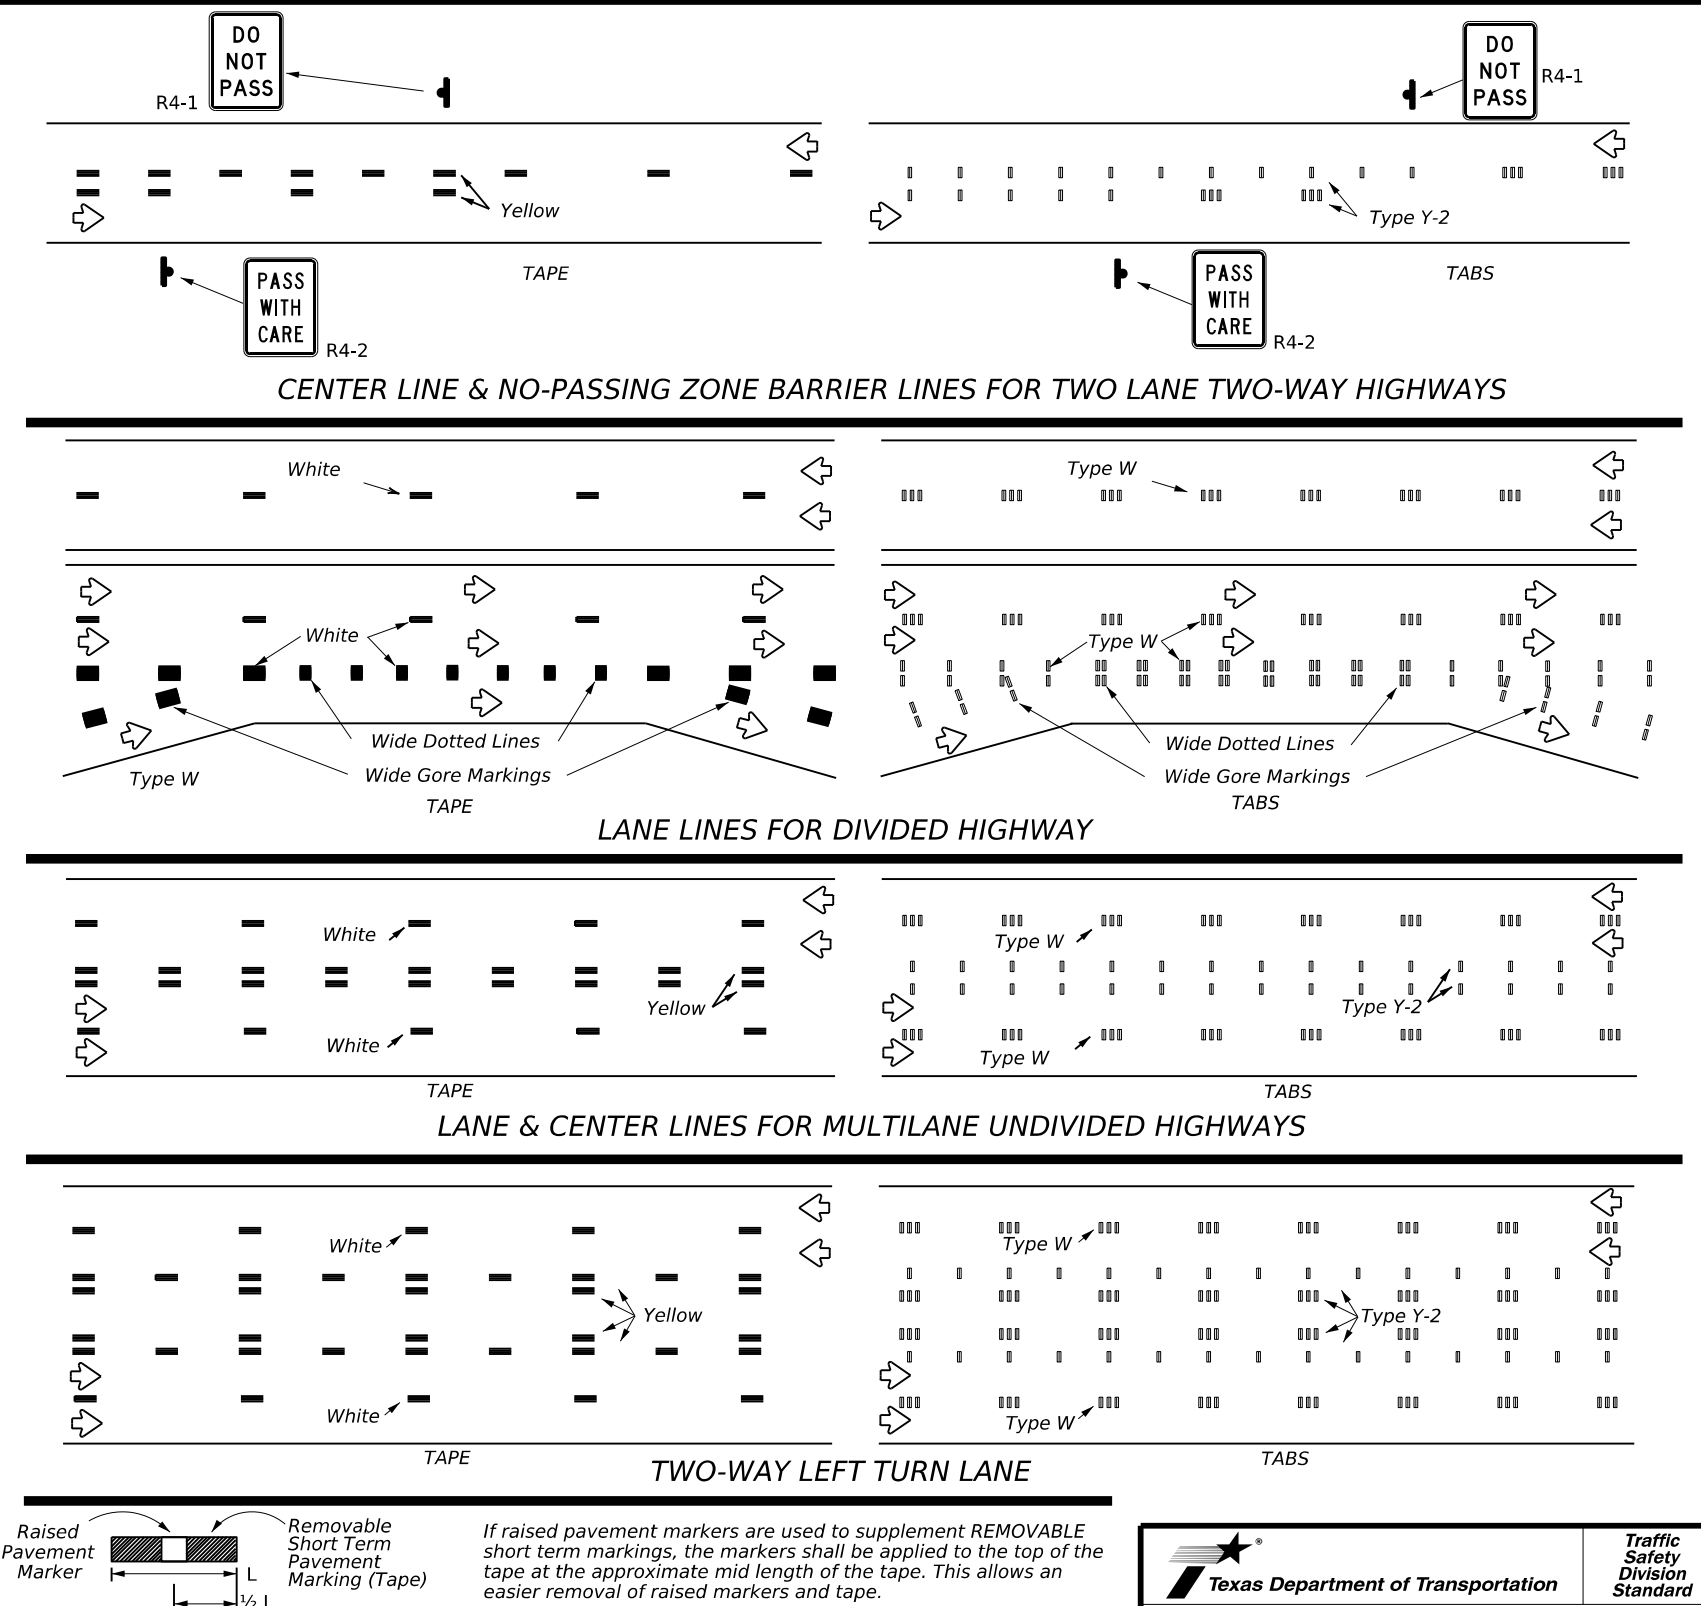 DO
NOT
PASS
R4-1
DO
NOT
PASS
R4-1
Yellow
Type Y-2
TAPE
TABS
PASS
WITH
CARE
R4-2
PASS
WITH
CARE
R4-2
CENTER LINE & NO-PASSING ZONE BARRIER LINES FOR TWO LANE TWO-WAY HIGHWAYS
White
Type W
White
Type W
Wide Dotted Lines
Wide Dotted Lines
Type W
Wide Gore Markings
Wide Gore Markings
TAPE
TABS
LANE LINES FOR DIVIDED HIGHWAY
White
Type W
Yellow
Type Y-2
White
Type W
TAPE
TABS
LANE & CENTER LINES FOR MULTILANE UNDIVIDED HIGHWAYS
White
Type W
Yellow
Type Y-2
White
Type W
TAPE
TABS
TWO-WAY LEFT TURN LANE
Raised
Pavement
Marker
Removable
Short Term
Pavement
Marking (Tape)
L
½ L
If raised pavement markers are used to supplement REMOVABLE
short term markings, the markers shall be applied to the top of the
tape at the approximate mid length of the tape. This allows an
easier removal of raised markers and tape.
®
Texas Department of Transportation
Traffic
Safety
Division
Standard